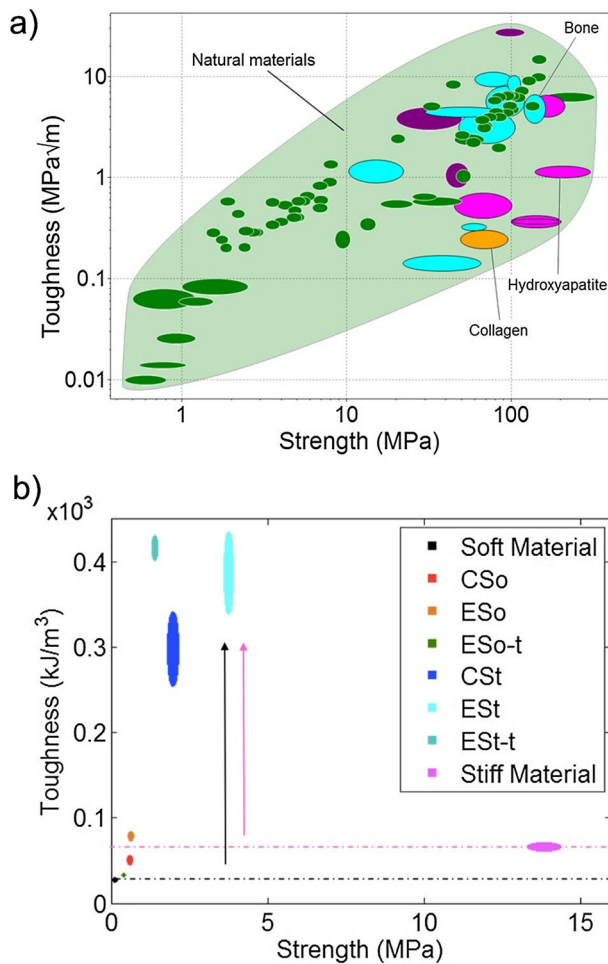 a)
Natural materials
Bone
Hydroxyapatite
Collagen
Toughness (MPa√m)
10
1
0.1
0.01
1
10
100
Strength (MPa)
b)
x10³
Toughness (kJ/m³)
0.4
0.3
0.2
0.1
0
0
5
10
15
Strength (MPa)
Soft Material
CSo
ESo
ESo-t
CSt
ESt
ESt-t
Stiff Material